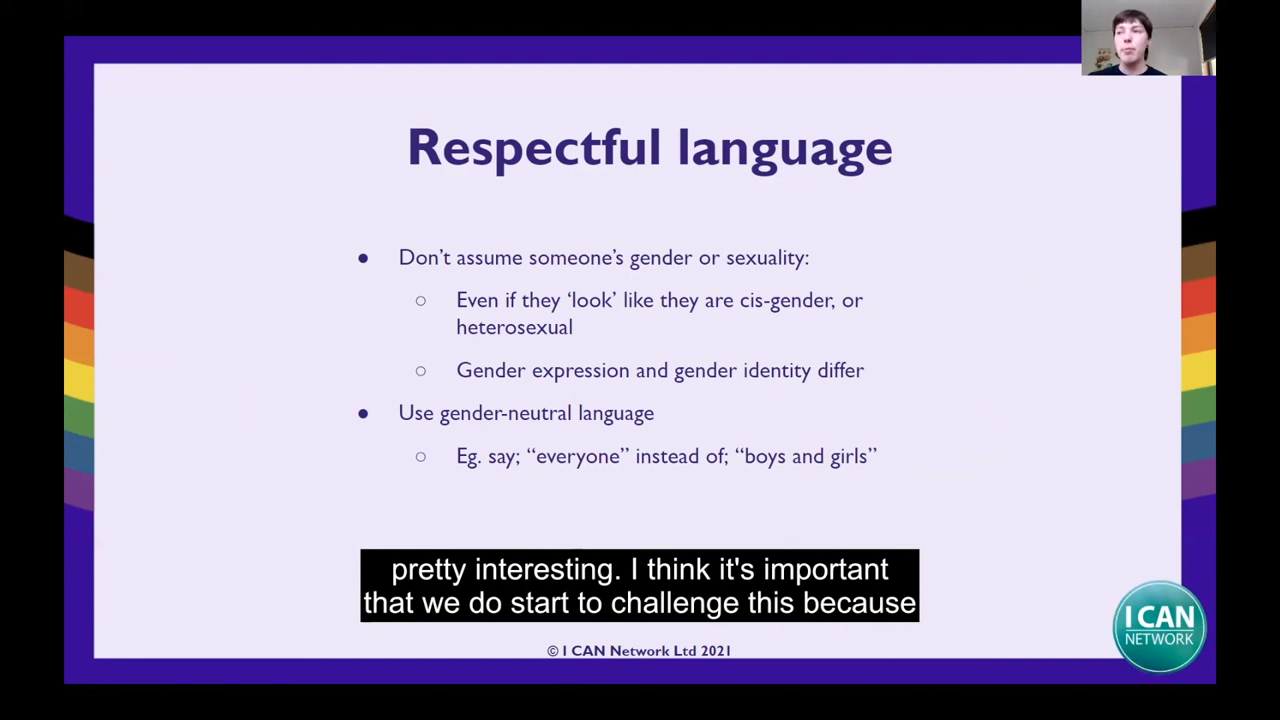 Respectful language
● Don’t assume someone’s gender or sexuality:
○ Even if they ‘look’ like they are cis-gender, or
heterosexual
○ Gender expression and gender identity differ
● Use gender-neutral language
○ Eg. say; “everyone” instead of; “boys and girls”
pretty interesting. I think it's important
that we do start to challenge this because
© I CAN Network Ltd 2021
I CAN
NETWORK